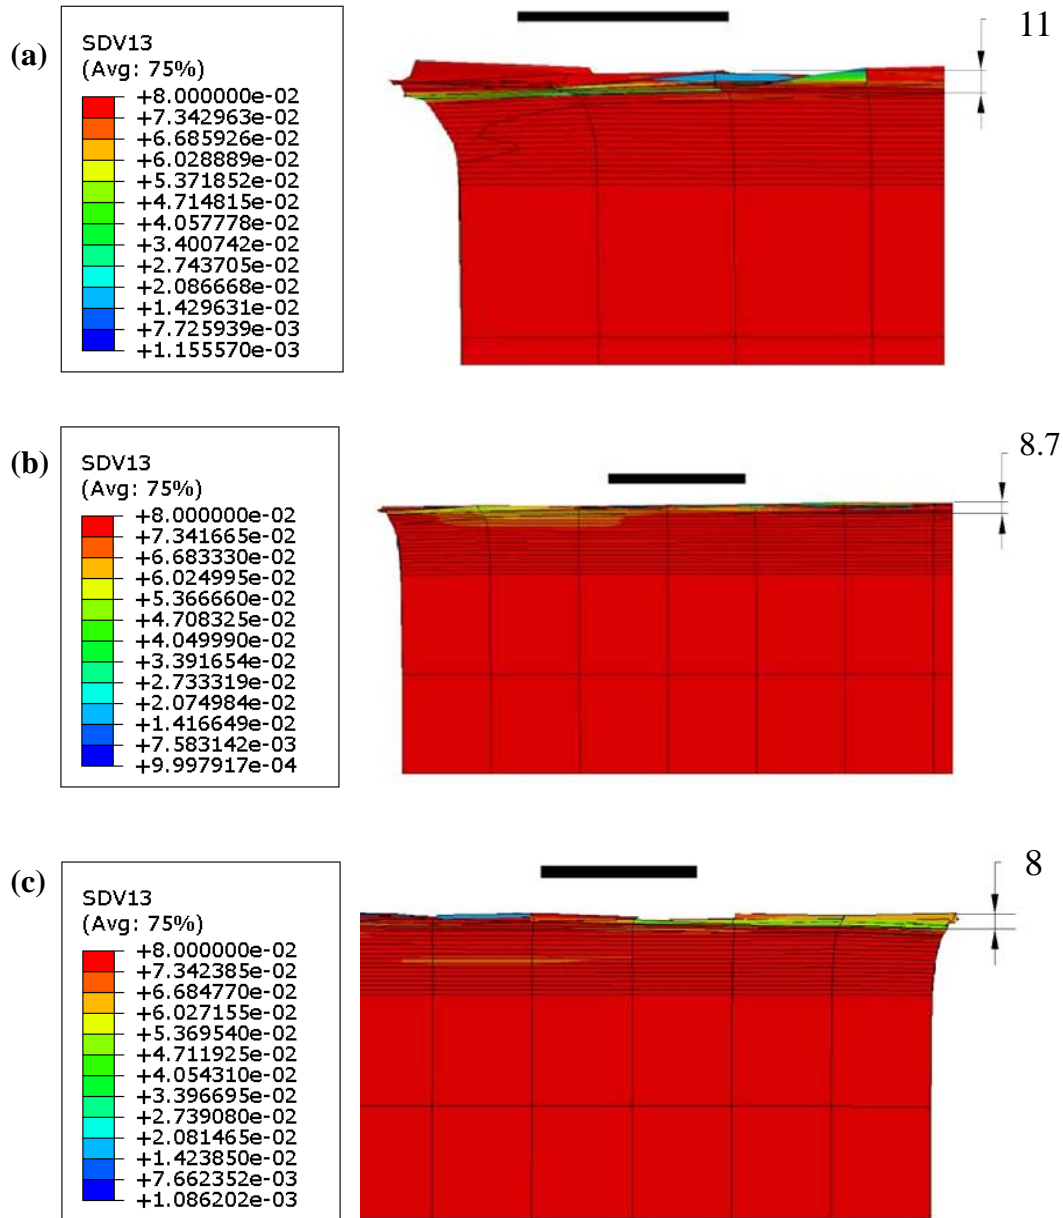 (a)
SDV13
(Avg: 75%)
+8.000000e-02
+7.342963e-02
+6.685926e-02
+6.028889e-02
+5.371852e-02
+4.714815e-02
+4.057778e-02
+3.400742e-02
+2.743705e-02
+2.086668e-02
+1.429631e-02
+7.725939e-03
+1.155570e-03
11
(b)
SDV13
(Avg: 75%)
+8.000000e-02
+7.341665e-02
+6.683330e-02
+6.024995e-02
+5.366660e-02
+4.708325e-02
+4.049990e-02
+3.391654e-02
+2.733319e-02
+2.074984e-02
+1.416649e-02
+7.583142e-03
+9.997917e-04
8.7
(c)
SDV13
(Avg: 75%)
+8.000000e-02
+7.342385e-02
+6.684770e-02
+6.027155e-02
+5.369540e-02
+4.711925e-02
+4.054310e-02
+3.396695e-02
+2.739080e-02
+2.081465e-02
+1.423850e-02
+7.662352e-03
+1.086202e-03
8